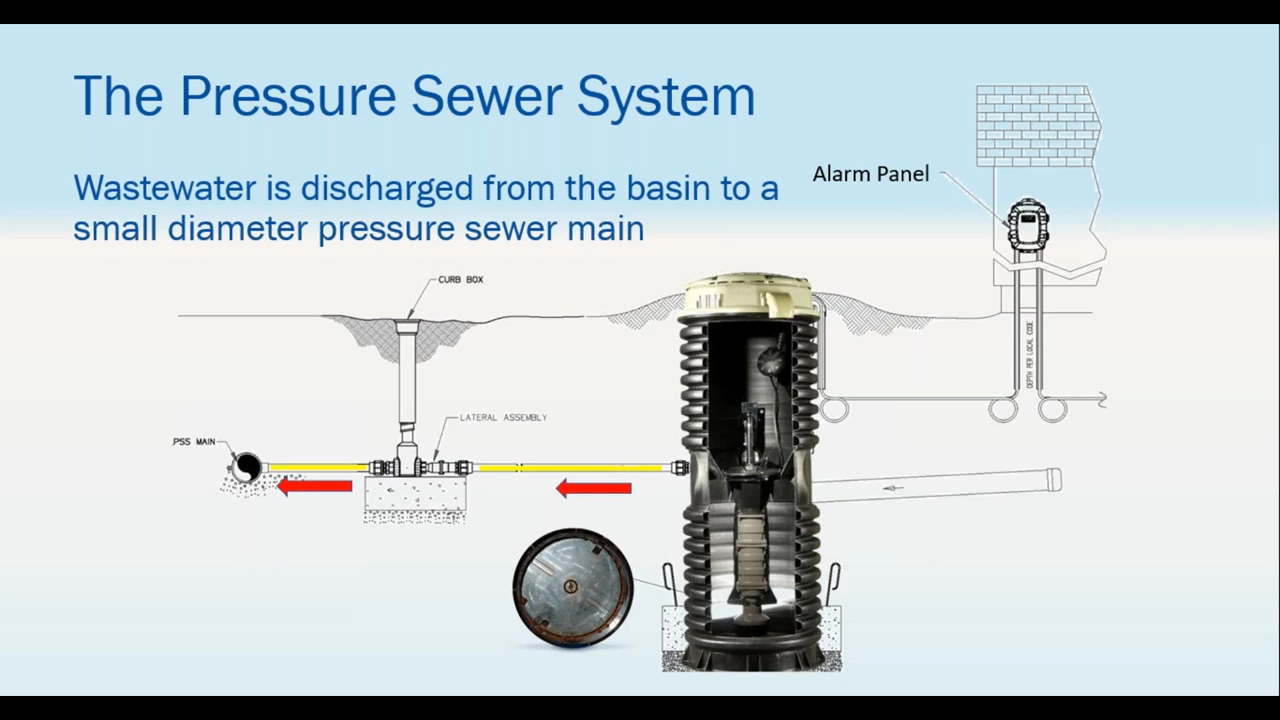 The Pressure Sewer System
Wastewater is discharged from the basin to a
small diameter pressure sewer main
Alarm Panel
CURB BOX
LATERAL ASSEMBLY
PSS MAIN
DEPTH PER LOCAL CODE